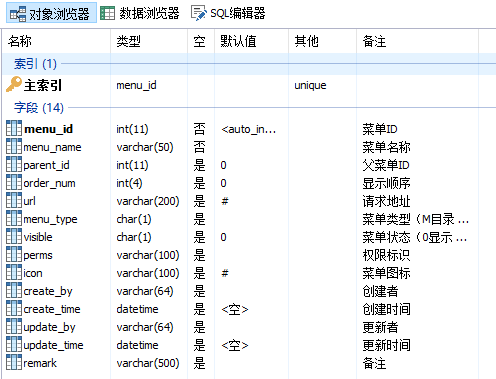 对象浏览器 数据浏览器 SQL编辑器
名称 类型 空 默认值 其他 备注
索引 (1)
主索引 menu_id unique
字段 (14)
menu_id int(11) 否 <auto_in... 菜单ID
menu_name varchar(50) 否 菜单名称
parent_id int(11) 是 0 父菜单ID
order_num int(4) 是 0 显示顺序
url varchar(200) 是 # 请求地址
menu_type char(1) 是 菜单类型（M目录 ...
visible char(1) 是 0 菜单状态（0显示 ...
perms varchar(100) 是 权限标识
icon varchar(100) 是 # 菜单图标
create_by varchar(64) 是 创建者
create_time datetime 是 <空> 创建时间
update_by varchar(64) 是 更新者
update_time datetime 是 <空> 更新时间
remark varchar(500) 是 备注